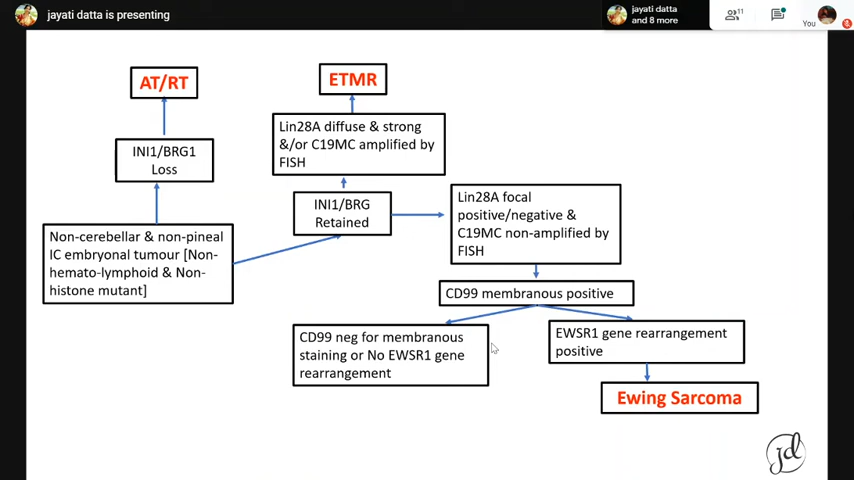 jayati datta is presenting
jayati datta
and 8 more
11
You
AT/RT
ETMR
Lin28A diffuse & strong
&/or C19MC amplified by
FISH
INI1/BRG1
Loss
INI1/BRG
Retained
Lin28A focal
positive/negative &
C19MC non-amplified by
FISH
Non-cerebellar & non-pineal
IC embryonal tumour [Non-
hemato-lymphoid & Non-
histone mutant]
CD99 membranous positive
CD99 neg for membranous
staining or No EWSR1 gene
rearrangement
EWSR1 gene rearrangement
positive
Ewing Sarcoma
jd